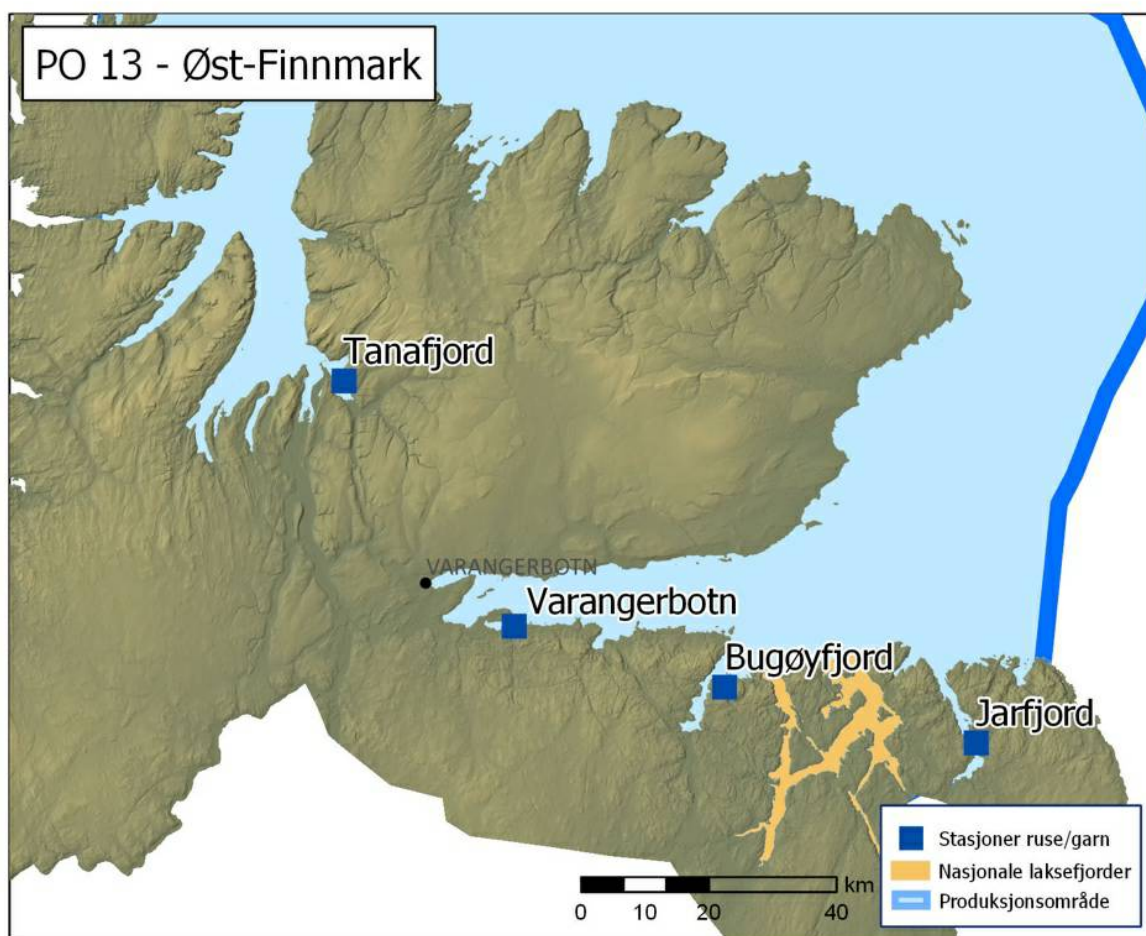 PO 13 - Øst-Finnmark
Tanafjord
VARANGERBOTN
Varangerbotn
Bugøyfjord
Jarfjord
Stasjoner ruse/garn
Nasjonale laksefjorder
Produksjonsområde
km
0 10 20 40